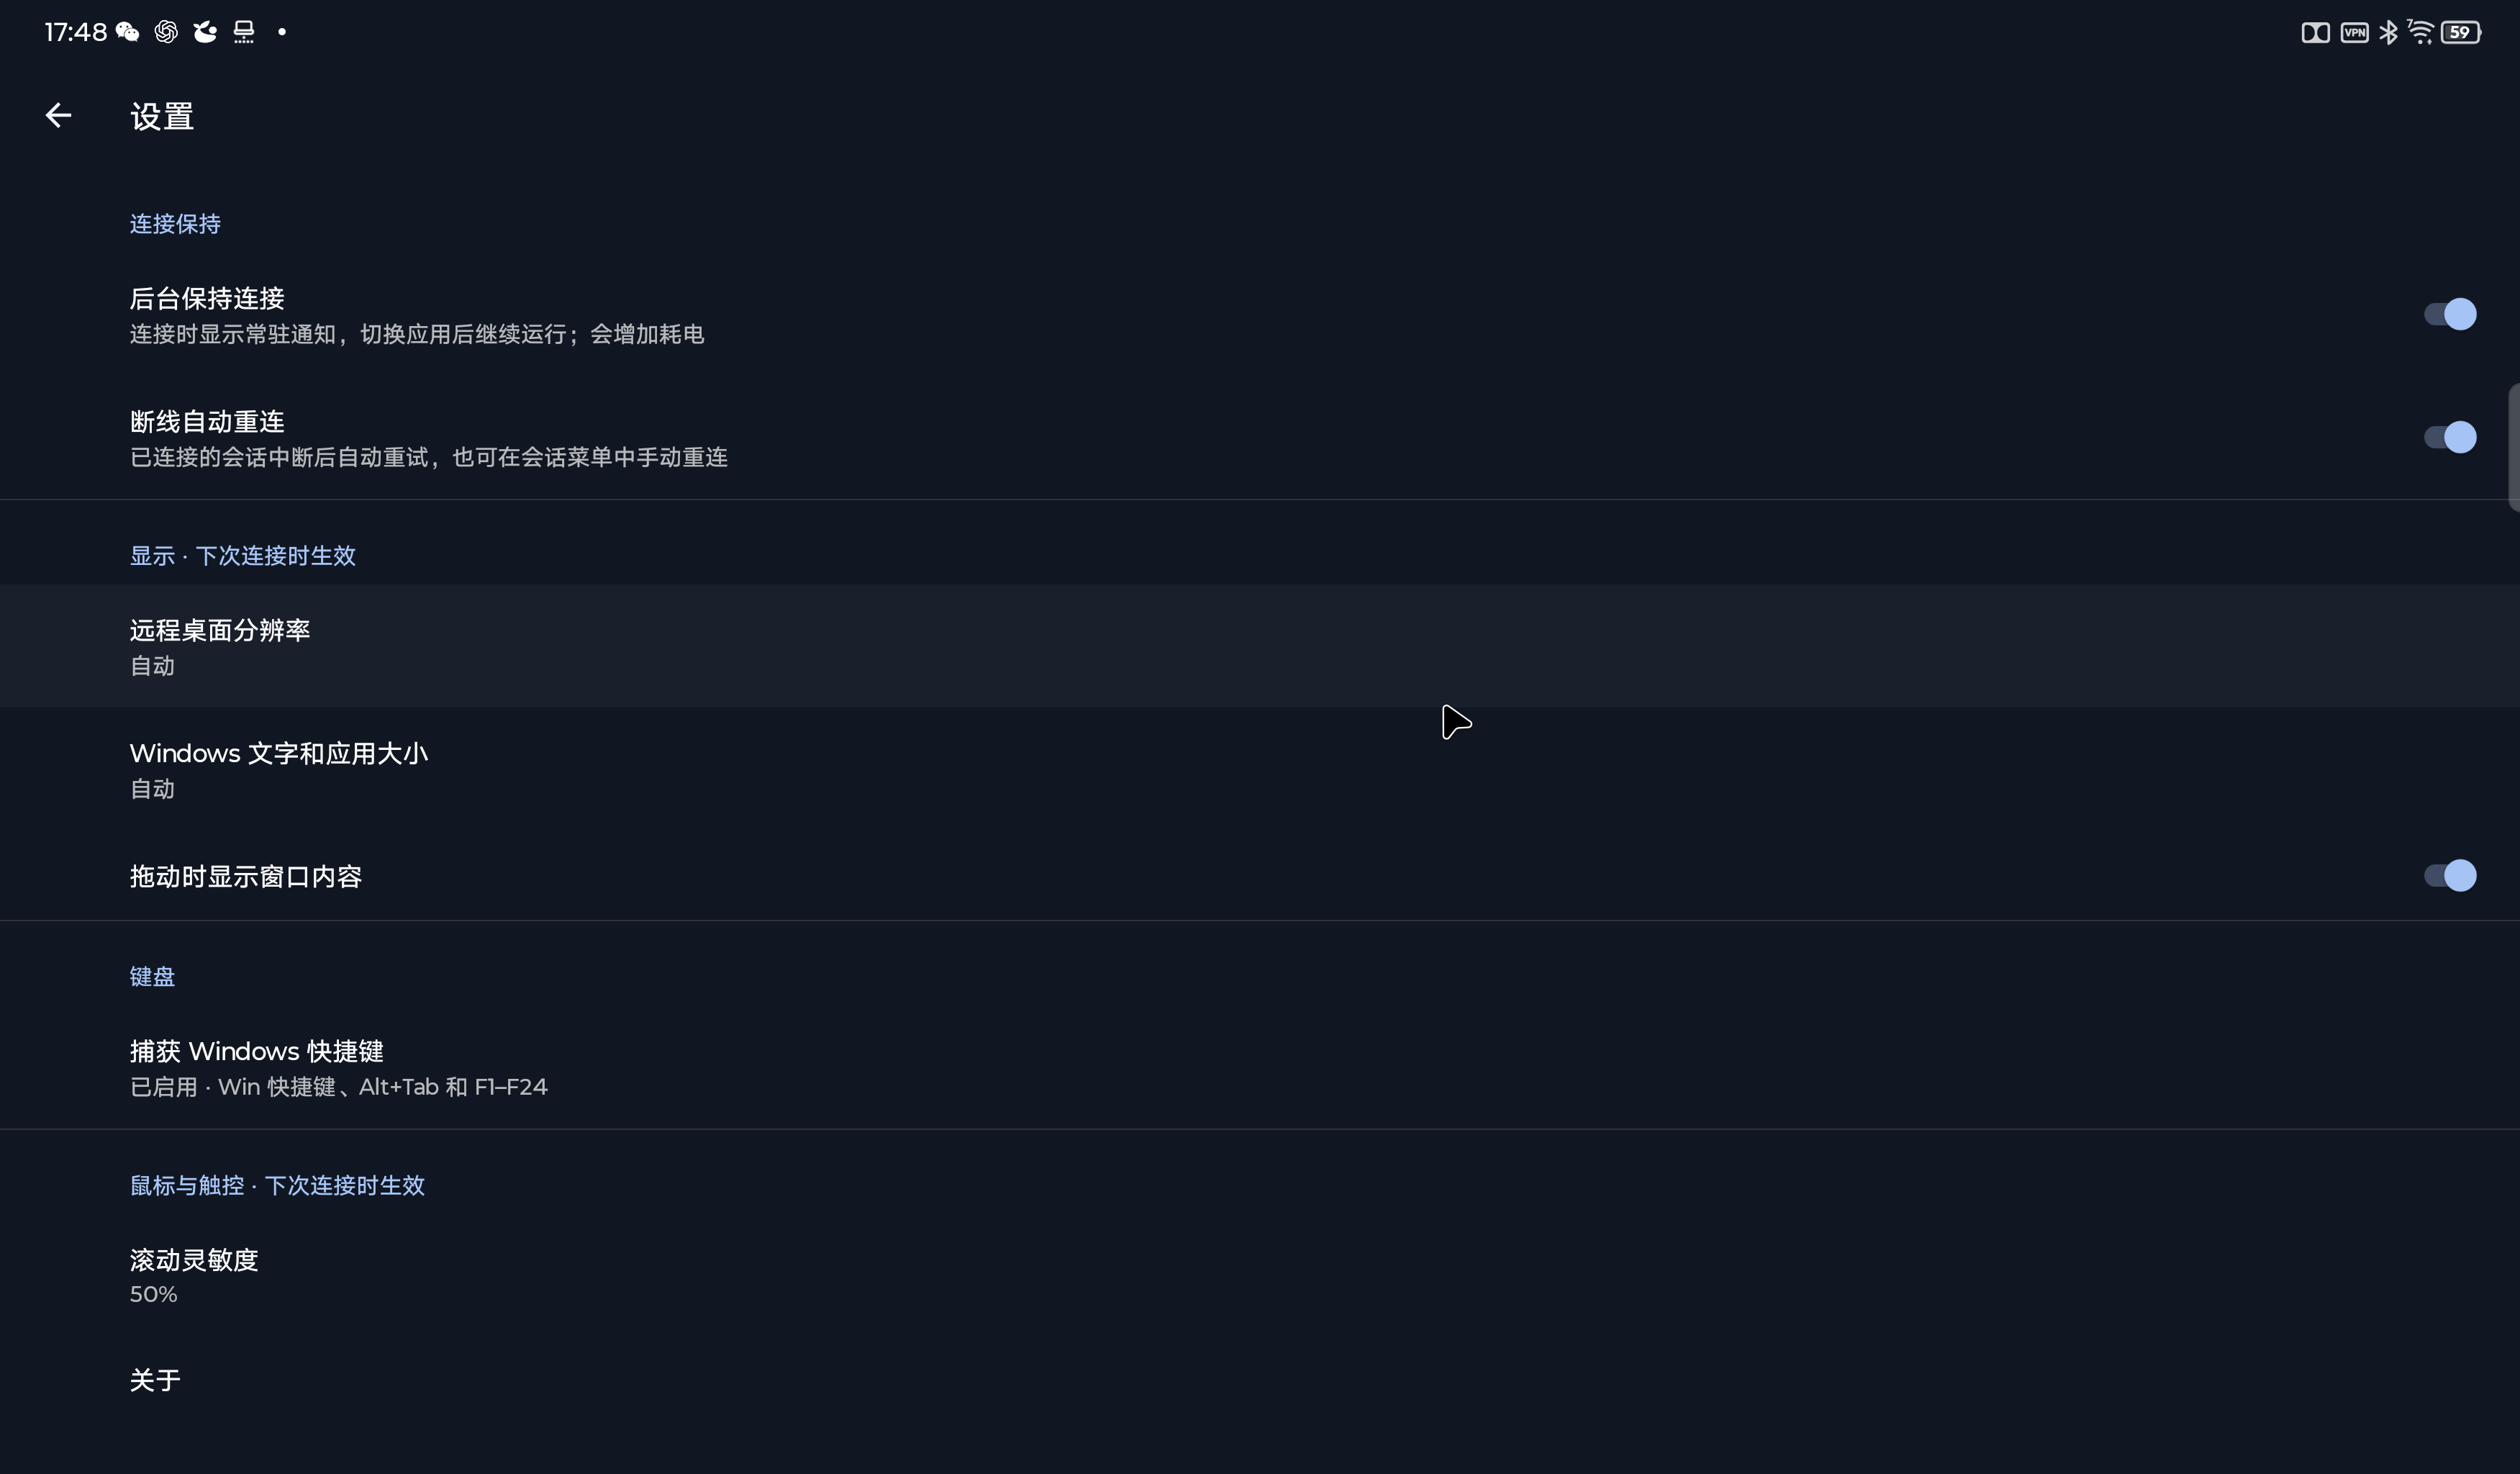 17:48
VPN
7
59
设置
连接保持
后台保持连接
连接时显示常驻通知，切换应用后继续运行；会增加耗电
断线自动重连
已连接的会话中断后自动重试，也可在会话菜单中手动重连
显示 · 下次连接时生效
远程桌面分辨率
自动
Windows 文字和应用大小
自动
拖动时显示窗口内容
键盘
捕获 Windows 快捷键
已启用 · Win 快捷键、Alt+Tab 和 F1–F24
鼠标与触控 · 下次连接时生效
滚动灵敏度
50%
关于